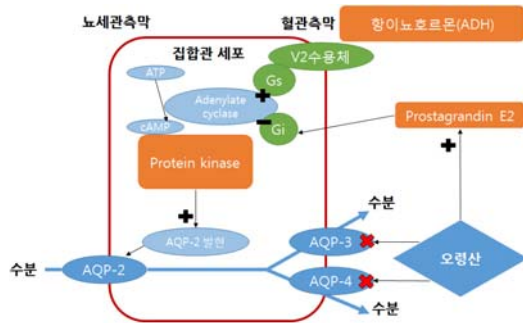 뇨세관측막
혈관측막
항이뇨호르몬(ADH)
집합관 세포
V2수용체
ATP
Gs
Adenylate
cyclase
cAMP
Gi
Prostagrandin E2
Protein kinase
수분
AQP-2 발현
AQP-3
오령산
수분
AQP-2
AQP-4
수분